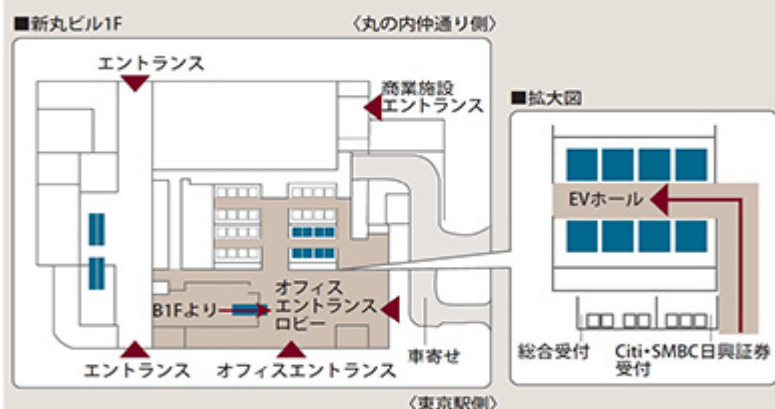 ■新丸ビル1F
〈丸の内仲通り側〉
エントランス
商業施設
エントランス
■拡大図
EVホール
B1Fより
オフィス
エントランス
ロビー
総合受付
Citi・SMBC日興証券
受付
車寄せ
エントランス
オフィスエントランス
〈東京駅側〉